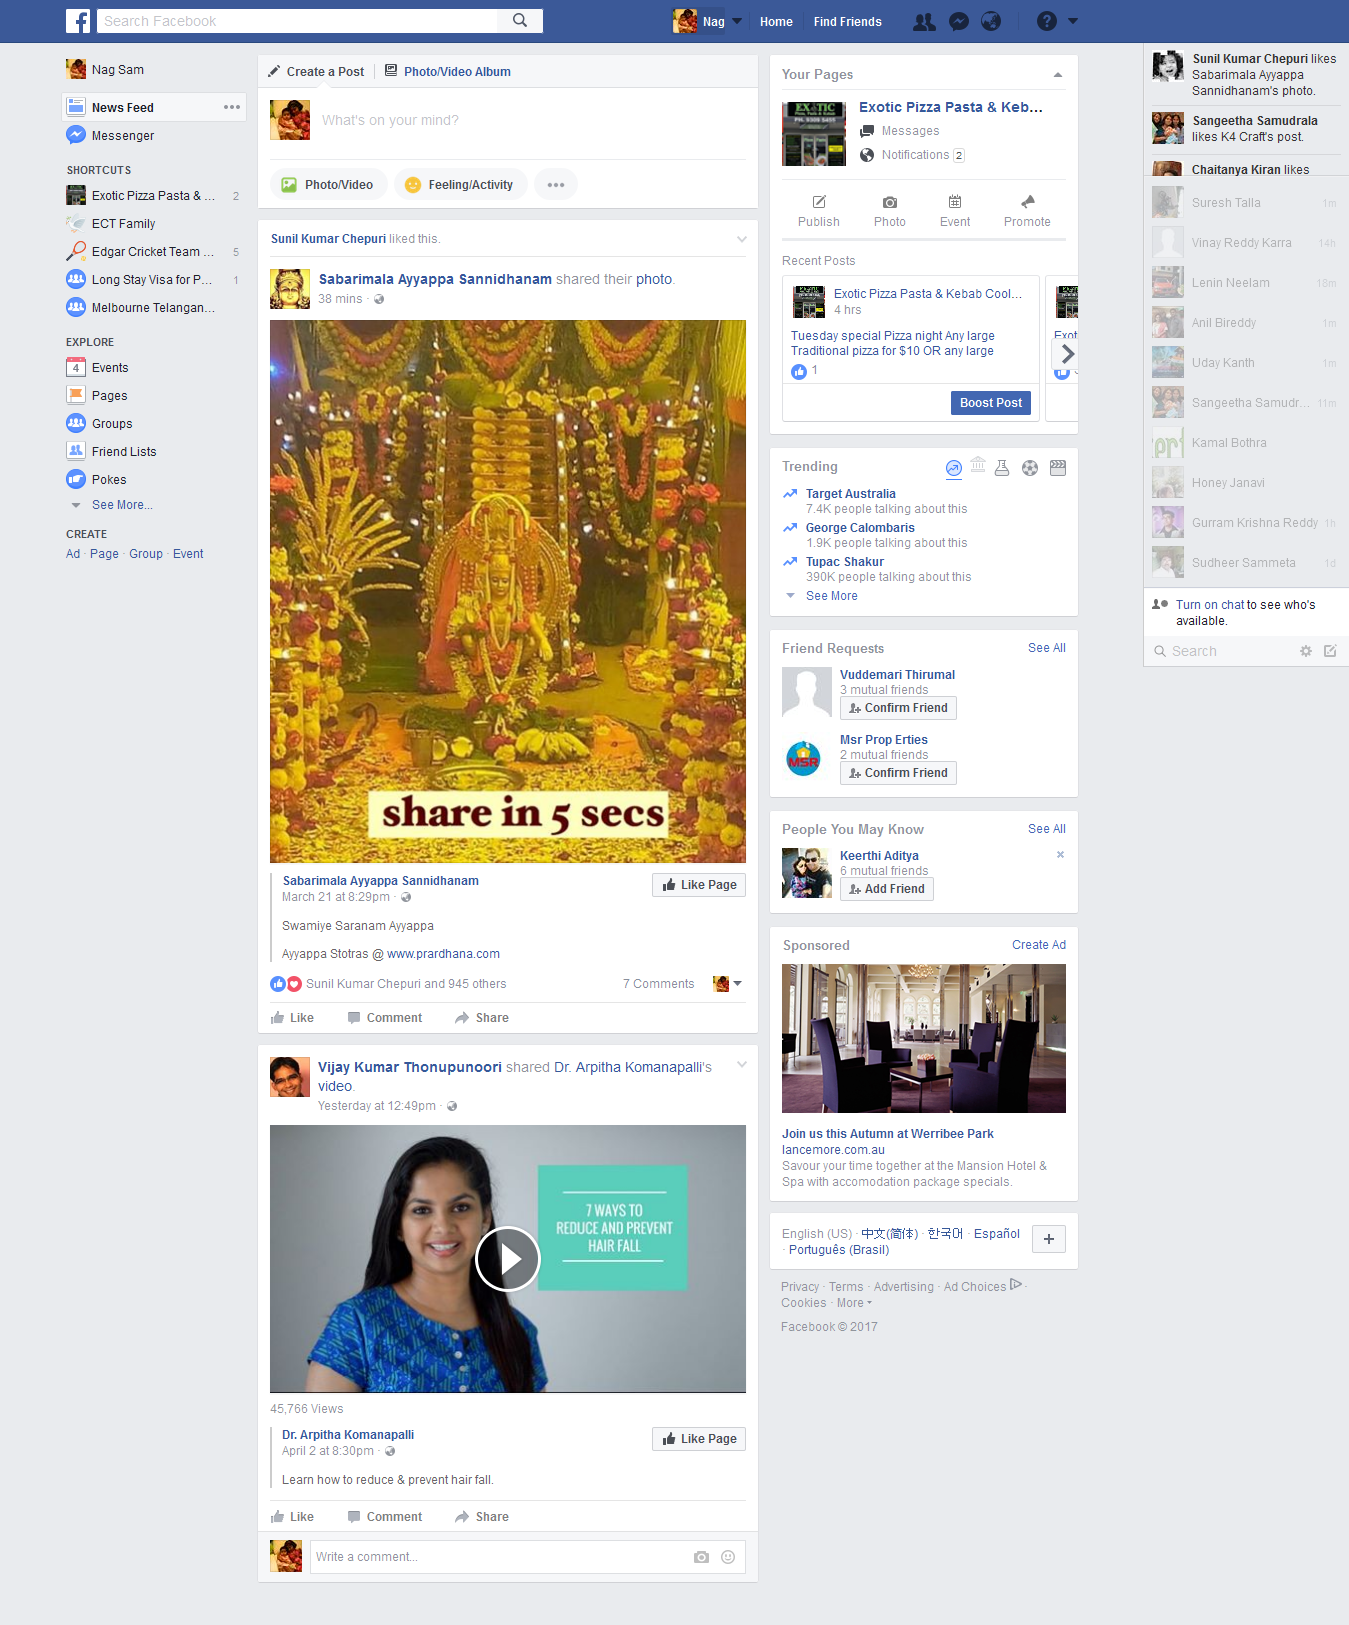 Search Facebook
Nag
Home
Find Friends
Nag Sam
News Feed
Messenger
SHORTCUTS
Exotic Pizza Pasta & ... 2
ECT Family
Edgar Cricket Team ... 5
Long Stay Visa for P... 1
Melbourne Telangan...
EXPLORE
4 Events
Pages
Groups
Friend Lists
Pokes
See More...
CREATE
Ad · Page · Group · Event
Create a Post
Photo/Video Album
What's on your mind?
Photo/Video
Feeling/Activity
Sunil Kumar Chepuri liked this.
Sabarimala Ayyappa Sannidhanam shared their photo.
38 mins ·
share in 5 secs
Sabarimala Ayyappa Sannidhanam
March 21 at 8:29pm ·
Like Page
Swamiye Saranam Ayyappa
Ayyappa Stotras @ www.prardhana.com
Sunil Kumar Chepuri and 945 others
7 Comments
Like Comment Share
Vijay Kumar Thonupunoori shared Dr. Arpitha Komanapalli's
video.
Yesterday at 12:49pm ·
7 WAYS TO
REDUCE AND PREVENT
HAIR FALL
45,766 Views
Dr. Arpitha Komanapalli
April 2 at 8:30pm ·
Like Page
Learn how to reduce & prevent hair fall.
Like Comment Share
Write a comment...
Your Pages
EXOTIC
Exotic Pizza Pasta & Keb...
Messages
Notifications 2
Publish Photo Event Promote
Recent Posts
Exotic Pizza Pasta & Kebab Cool...
4 hrs
Tuesday special Pizza night Any large
Traditional pizza for $10 OR any large
1
Boost Post
Exot
Trending
Target Australia
7.4K people talking about this
George Calombaris
1.9K people talking about this
Tupac Shakur
390K people talking about this
See More
Friend Requests
See All
Vuddemari Thirumal
3 mutual friends
Confirm Friend
MSR
Msr Prop Erties
2 mutual friends
Confirm Friend
People You May Know
See All
Keerthi Aditya
6 mutual friends
Add Friend
Sponsored
Create Ad
Join us this Autumn at Werribee Park
lancemore.com.au
Savour your time together at the Mansion Hotel &
Spa with accomodation package specials.
English (US) · 中文(简体) · 한국어 · Español
· Português (Brasil)
Privacy · Terms · Advertising · Ad Choices ·
Cookies · More
Facebook © 2017
Sunil Kumar Chepuri likes
Sabarimala Ayyappa
Sannidhanam's photo.
Sangeetha Samudrala
likes K4 Craft's post.
Chaitanya Kiran likes
Suresh Talla 1m
Vinay Reddy Karra 14h
Lenin Neelam 16m
Anil Bireddy 1m
Uday Kanth 1m
Sangeetha Samudr... 11m
Kamal Bothra
Honey Janavi
Gurram Krishna Reddy 1h
Sudheer Sammeta 1d
Turn on chat to see who's
available.
Search